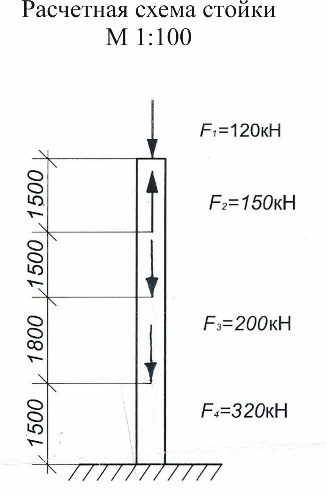 Расчетная схема стойки
М 1:100
F₁=120кН
1500
F₂=150кН
1500
F₃=200кН
1800
F₄=320кН
1500